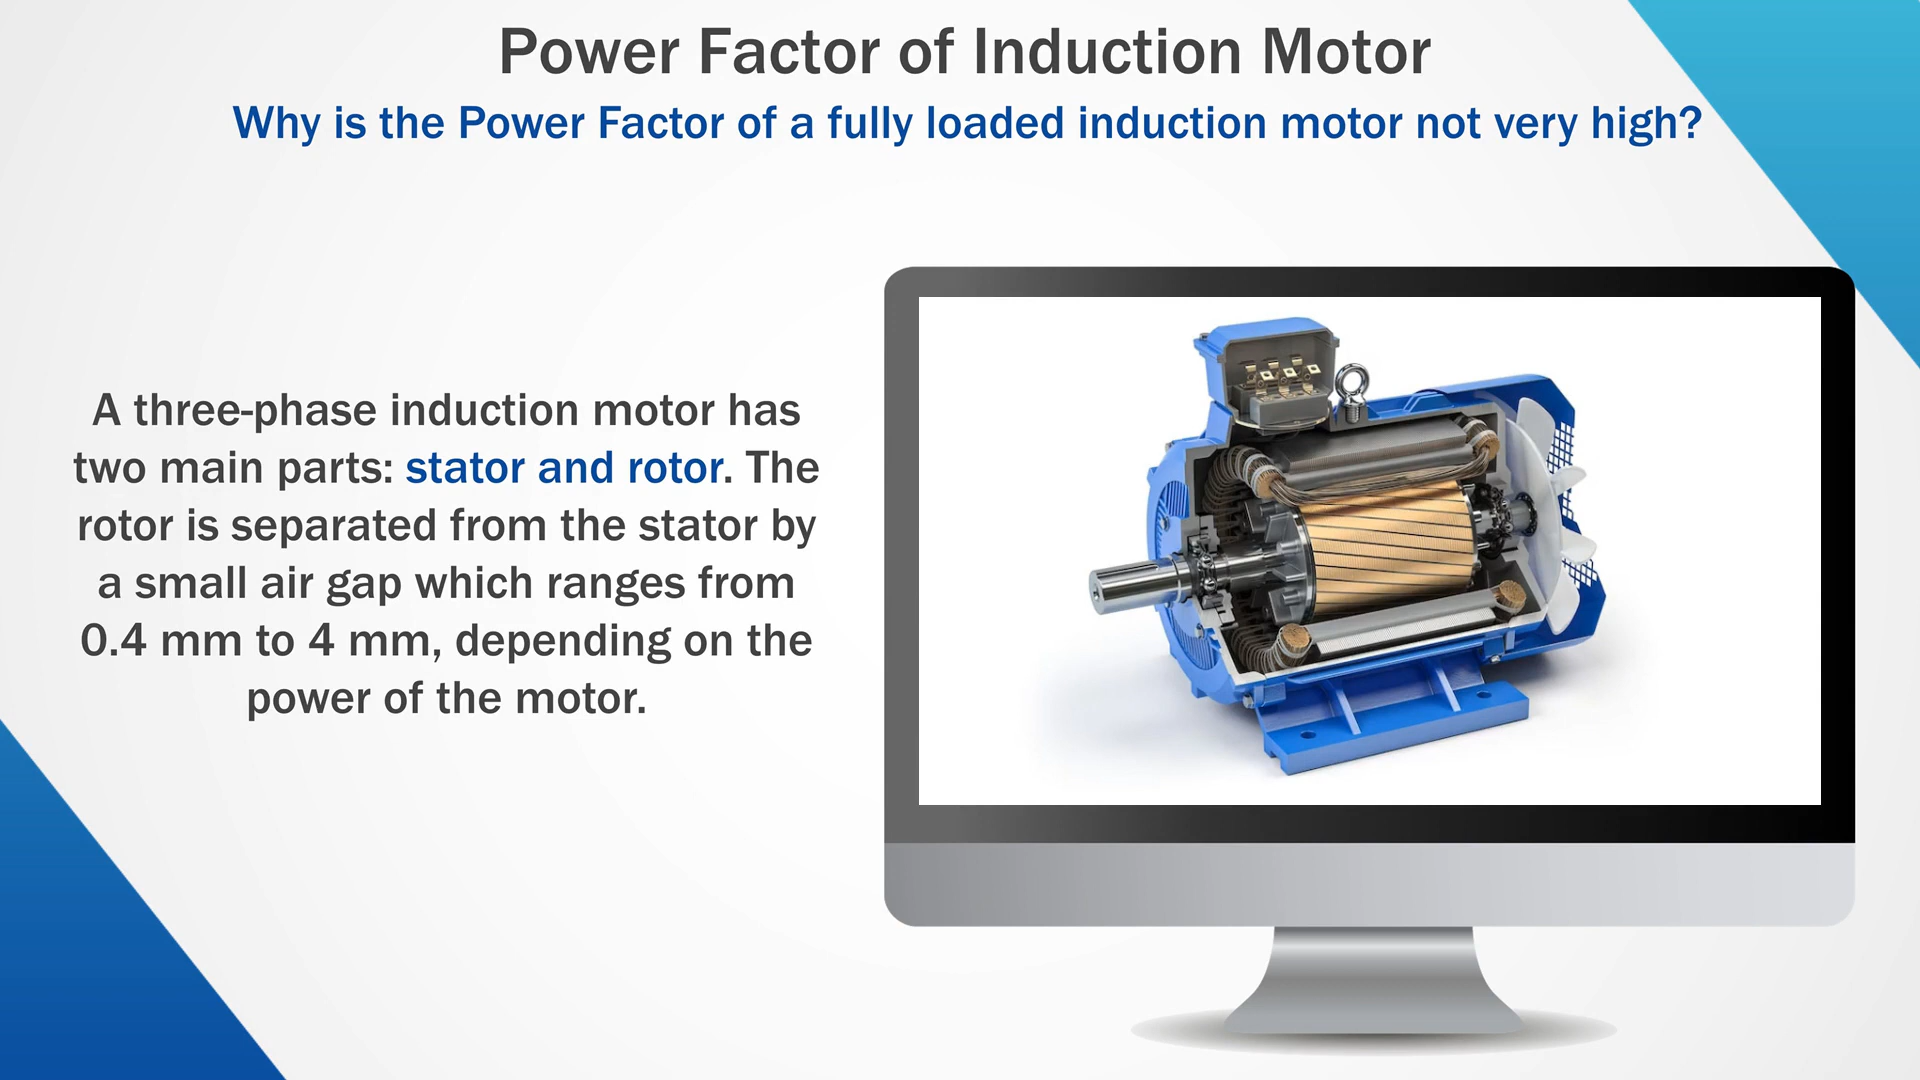 Power Factor of Induction Motor
Why is the Power Factor of a fully loaded induction motor not very high?
A three-phase induction motor has
two main parts: stator and rotor. The
rotor is separated from the stator by
a small air gap which ranges from
0.4 mm to 4 mm, depending on the
power of the motor.